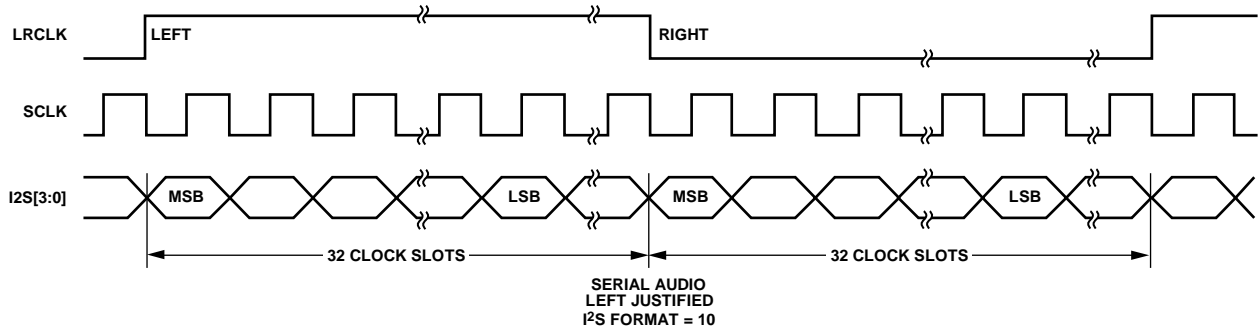 LRCLK
LEFT
RIGHT
SCLK
I2S[3:0]
MSB
LSB
MSB
LSB
32 CLOCK SLOTS
32 CLOCK SLOTS
SERIAL AUDIO
LEFT JUSTIFIED
I²S FORMAT = 10